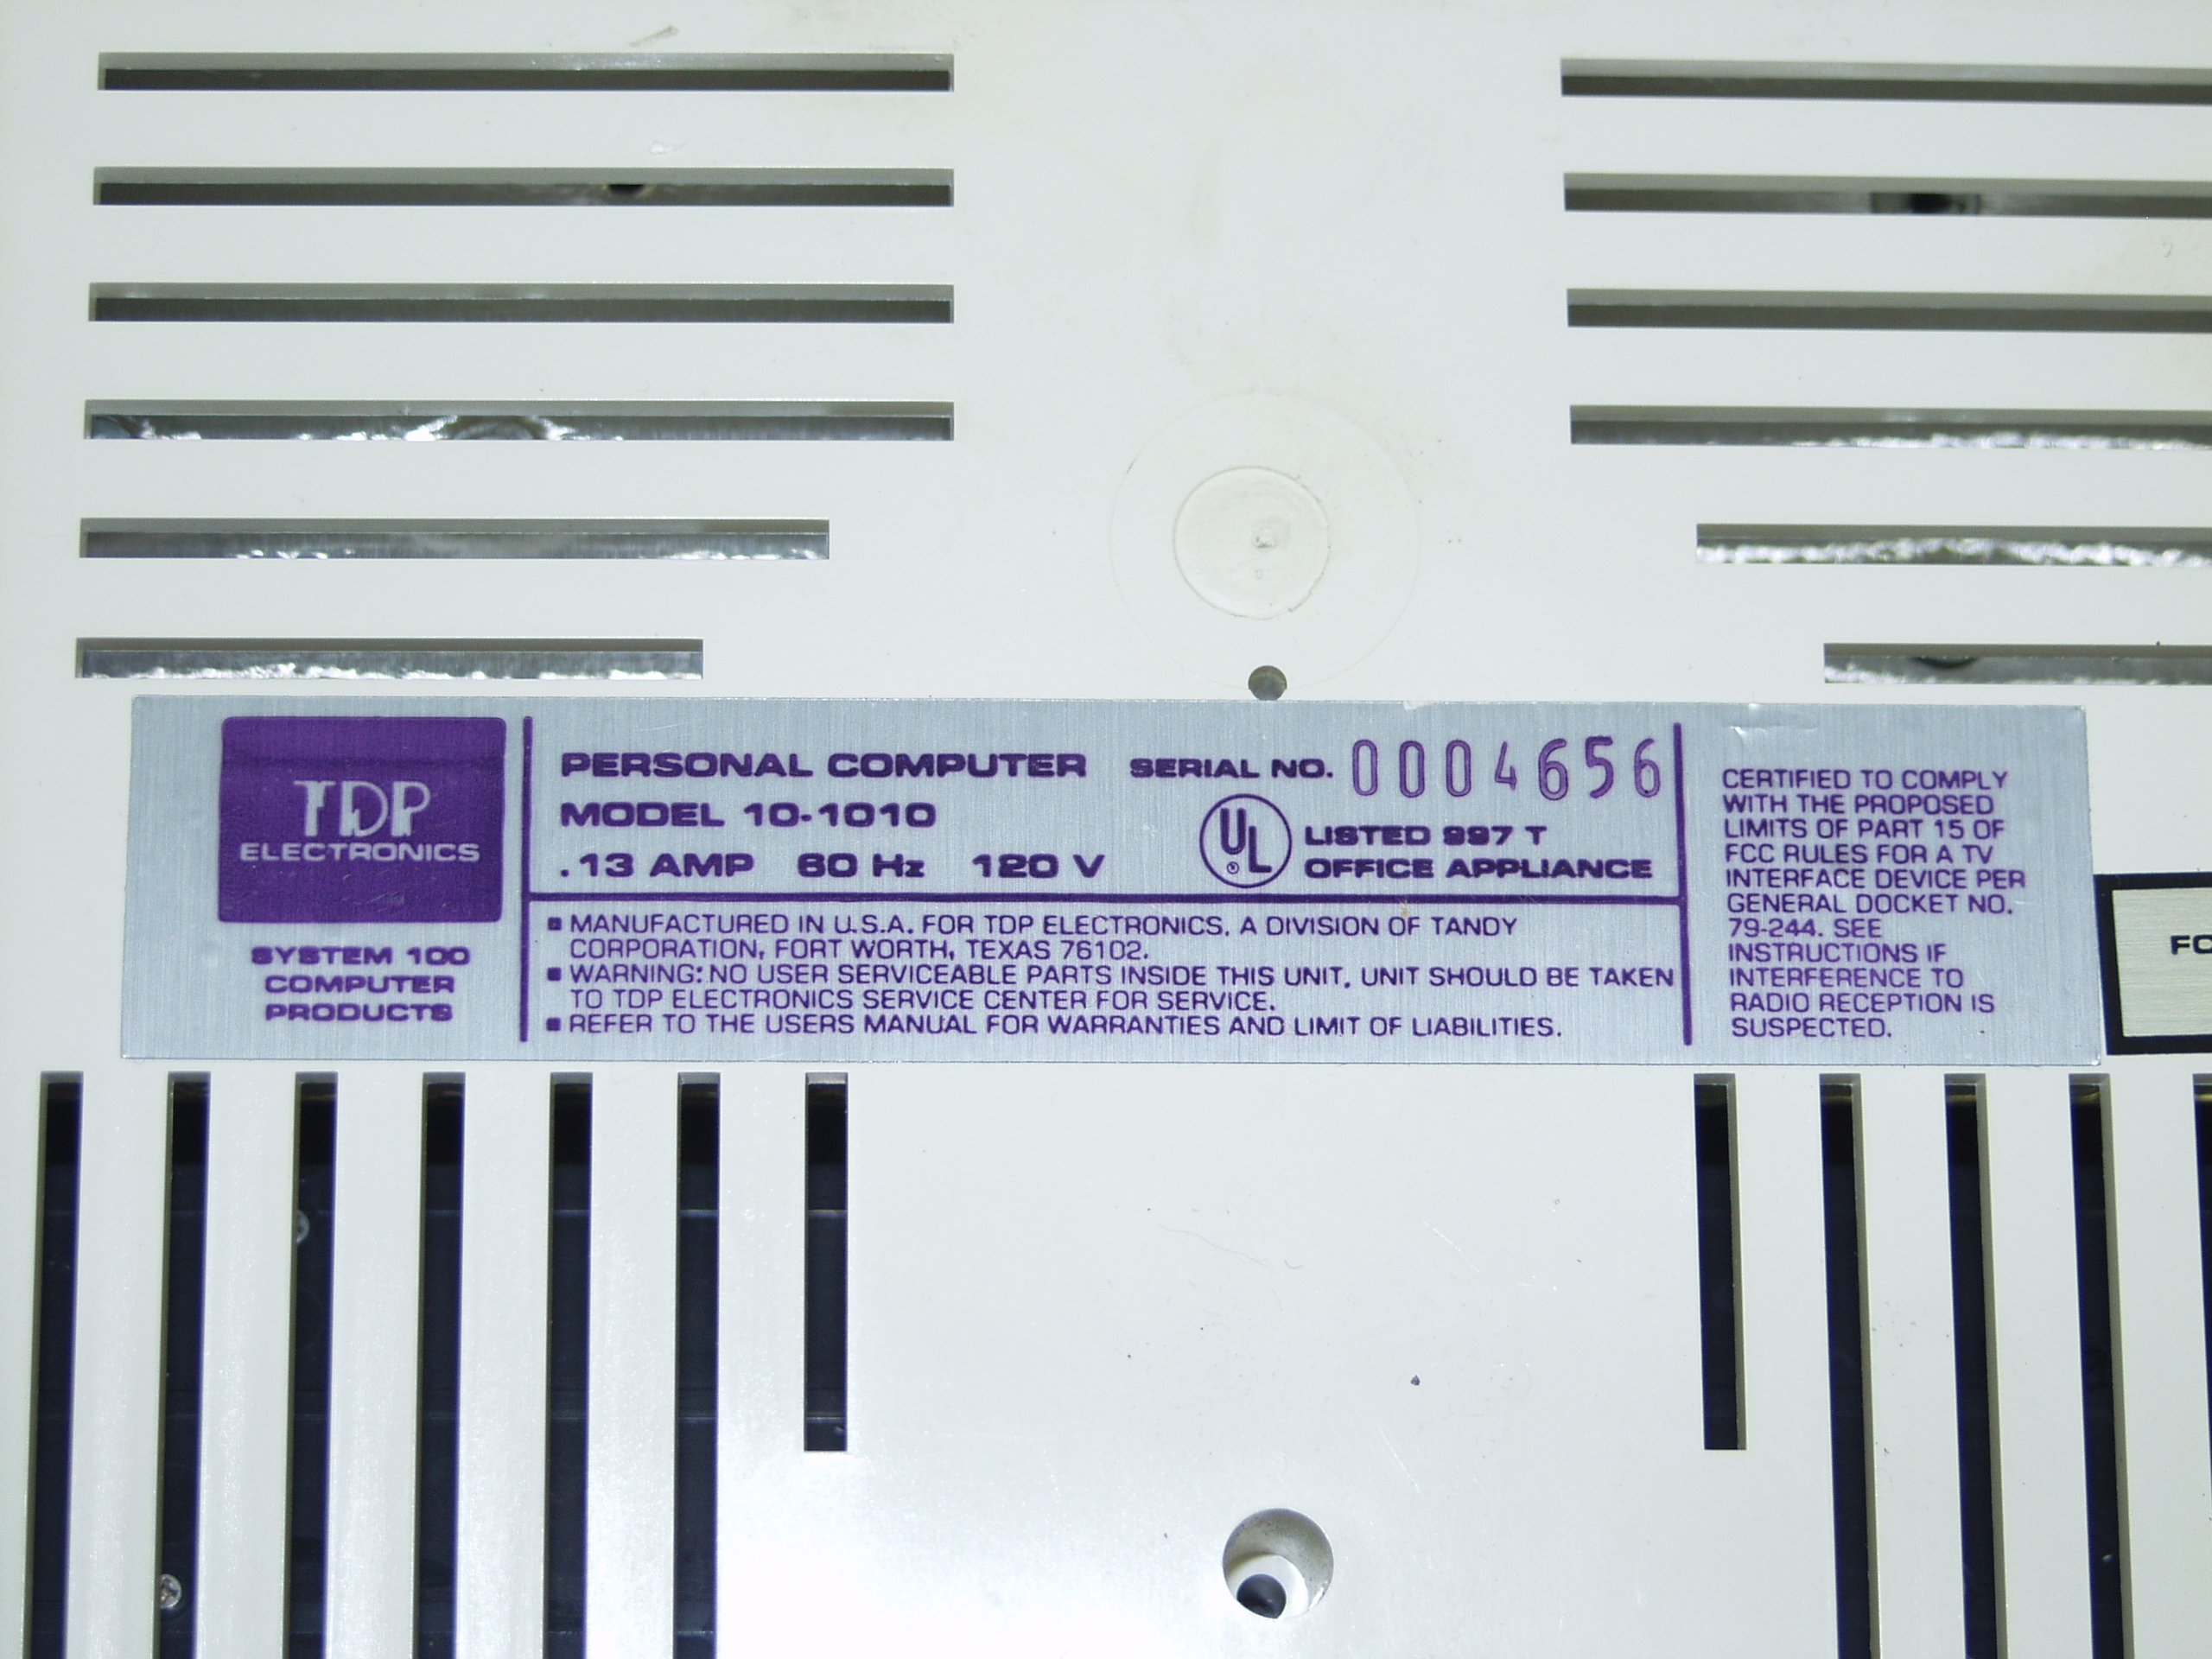 TDP
ELECTRONICS
SYSTEM 100
COMPUTER
PRODUCTS
PERSONAL COMPUTER
MODEL 10-1010
.13 AMP 60 Hz 120 V
SERIAL NO. 0004656
UL ®
LISTED 997 T
OFFICE APPLIANCE
▪ MANUFACTURED IN U.S.A. FOR TDP ELECTRONICS, A DIVISION OF TANDY
CORPORATION, FORT WORTH, TEXAS 76102.
▪ WARNING: NO USER SERVICEABLE PARTS INSIDE THIS UNIT. UNIT SHOULD BE TAKEN
TO TDP ELECTRONICS SERVICE CENTER FOR SERVICE.
▪ REFER TO THE USERS MANUAL FOR WARRANTIES AND LIMIT OF LIABILITIES.
CERTIFIED TO COMPLY
WITH THE PROPOSED
LIMITS OF PART 15 OF
FCC RULES FOR A TV
INTERFACE DEVICE PER
GENERAL DOCKET NO.
79-244. SEE
INSTRUCTIONS IF
INTERFERENCE TO
RADIO RECEPTION IS
SUSPECTED.